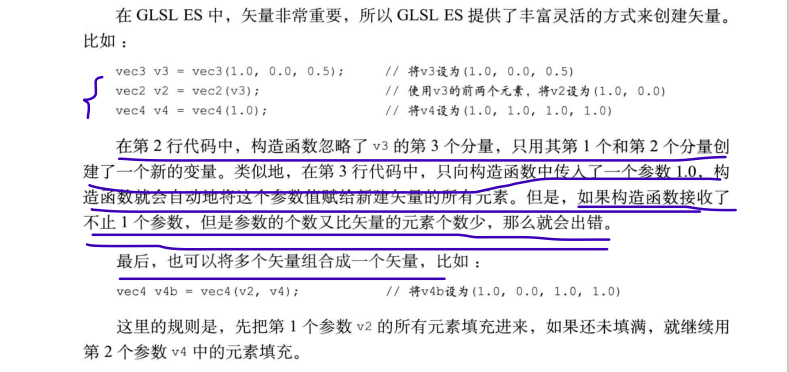 在 GLSL ES 中，矢量非常重要，所以 GLSL ES 提供了丰富灵活的方式来创建矢量。
比如：
vec3 v3 = vec3(1.0, 0.0, 0.5); // 将v3设为(1.0, 0.0, 0.5)
vec2 v2 = vec2(v3); // 使用v3的前两个元素，将v2设为(1.0, 0.0)
vec4 v4 = vec4(1.0); // 将v4设为(1.0, 1.0, 1.0, 1.0)
在第 2 行代码中，构造函数忽略了 v3 的第 3 个分量，只用其第 1 个和第 2 个分量创
建了一个新的变量。类似地，在第 3 行代码中，只向构造函数中传入了一个参数 1.0，构
造函数就会自动地将这个参数值赋给新建矢量的所有元素。但是，如果构造函数接收了
不止 1 个参数，但是参数的个数又比矢量的元素个数少，那么就会出错。
最后，也可以将多个矢量组合成一个矢量，比如：
vec4 v4b = vec4(v2, v4); // 将v4b设为(1.0, 0.0, 1.0, 1.0)
这里的规则是，先把第 1 个参数 v2 的所有元素填充进来，如果还未填满，就继续用
第 2 个参数 v4 中的元素填充。